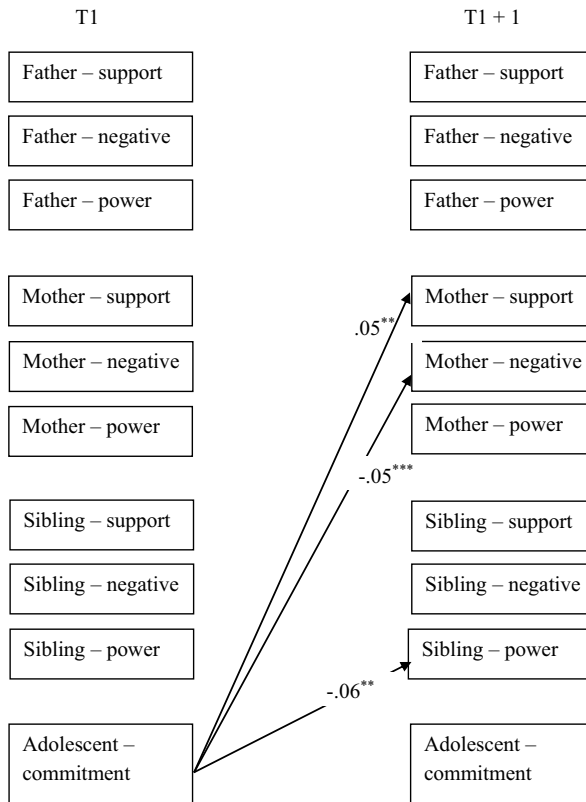 T1
T1 + 1
Father – support
Father – support
Father – negative
Father – negative
Father – power
Father – power
Mother – support
Mother – support
.05**
Mother – negative
Mother – negative
Mother – power
Mother – power
-.05***
Sibling – support
Sibling – support
Sibling – negative
Sibling – negative
Sibling – power
Sibling – power
-.06**
Adolescent –
commitment
Adolescent –
commitment